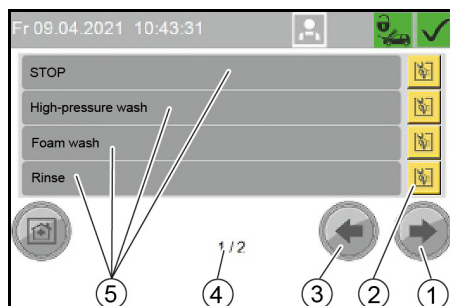 Fr 09.04.2021 10:43:31
STOP
High-pressure wash
Foam wash
Rinse
1 / 2
5 4 3 2 1